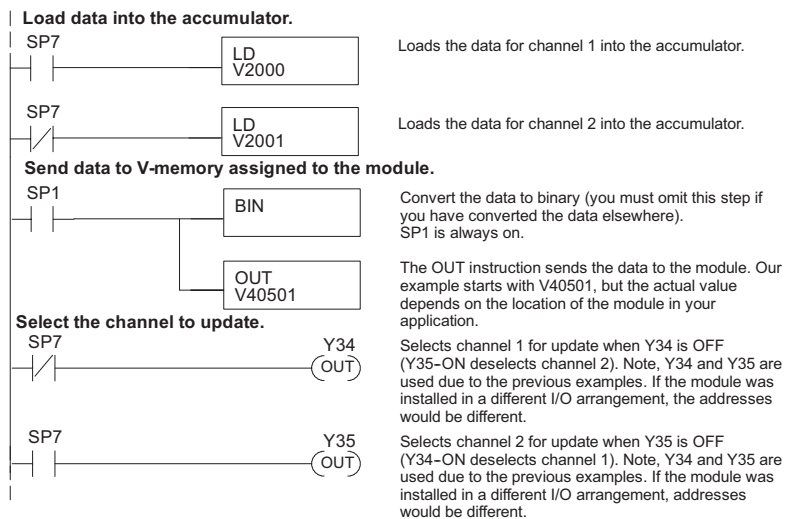 Load data into the accumulator.
SP7
LD
V2000
Loads the data for channel 1 into the accumulator.
SP7
LD
V2001
Loads the data for channel 2 into the accumulator.
Send data to V-memory assigned to the module.
SP1
BIN
Convert the data to binary (you must omit this step if
you have converted the data elsewhere).
SP1 is always on.
OUT
V40501
The OUT instruction sends the data to the module. Our
example starts with V40501, but the actual value
depends on the location of the module in your
application.
Select the channel to update.
SP7
Y34
OUT
Selects channel 1 for update when Y34 is OFF
(Y35-ON deselects channel 2). Note, Y34 and Y35 are
used due to the previous examples. If the module was
installed in a different I/O arrangement, the addresses
would be different.
SP7
Y35
OUT
Selects channel 2 for update when Y35 is OFF
(Y34-ON deselects channel 1). Note, Y34 and Y35 are
used due to the previous examples. If the module was
installed in a different I/O arrangement, addresses
would be different.